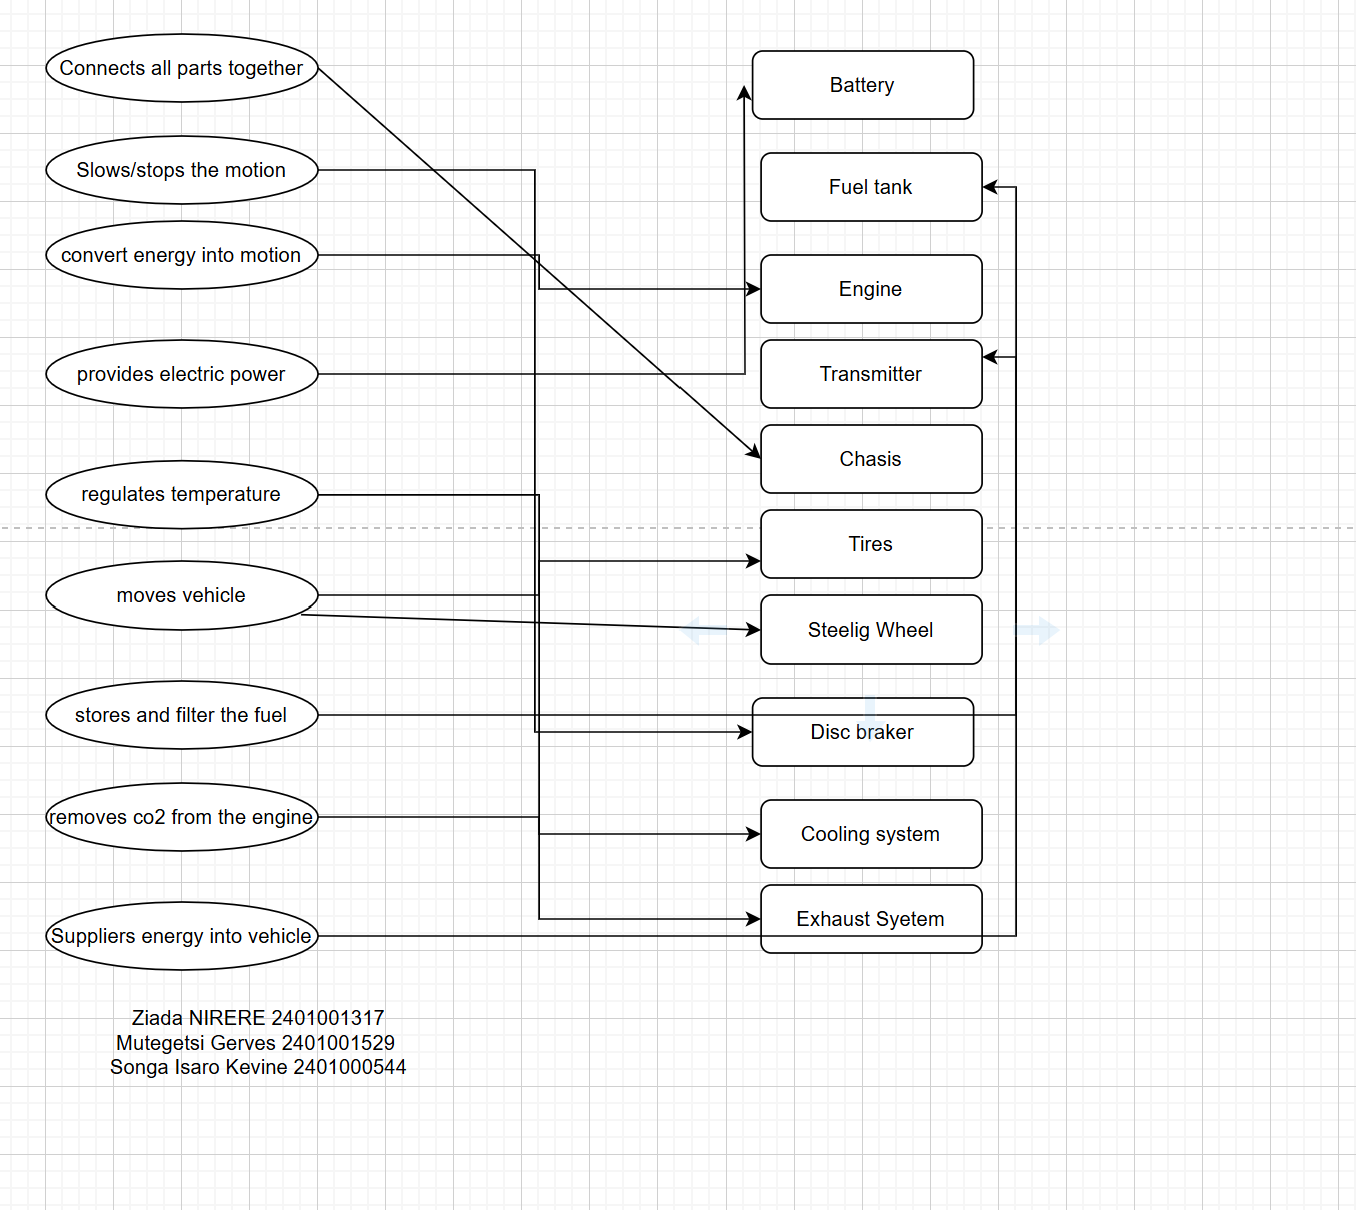 Connects all parts together
Slows/stops the motion
convert energy into motion
provides electric power
regulates temperature
moves vehicle
stores and filter the fuel
removes co2 from the engine
Suppliers energy into vehicle
Battery
Fuel tank
Engine
Transmitter
Chasis
Tires
Steelig Wheel
Disc braker
Cooling system
Exhaust Syetem
Ziada NIRERE 2401001317
Mutegetsi Gerves 2401001529
Songa Isaro Kevine 2401000544